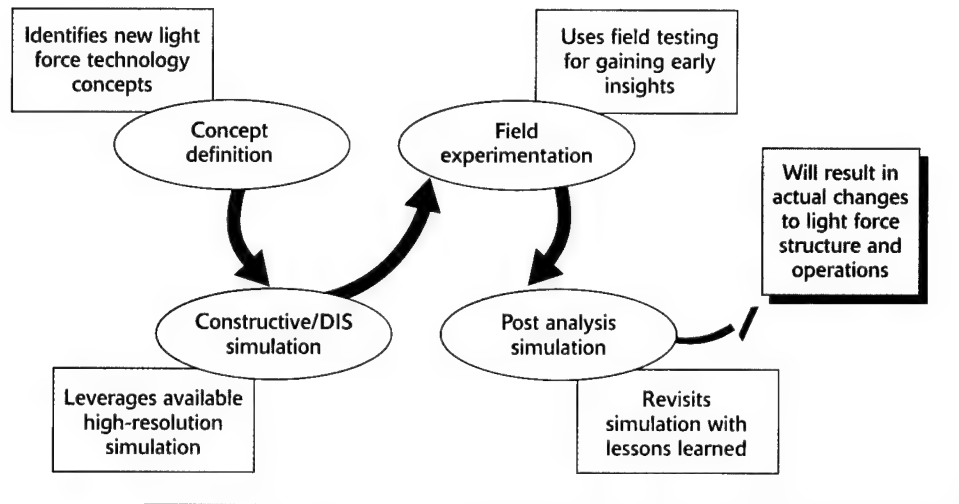 Identifies new light
force technology
concepts
Concept
definition
Constructive/DIS
simulation
Leverages available
high-resolution
simulation
Uses field testing
for gaining early
insights
Field
experimentation
Post analysis
simulation
Revisits
simulation with
lessons learned
Will result in
actual changes
to light force
structure and
operations